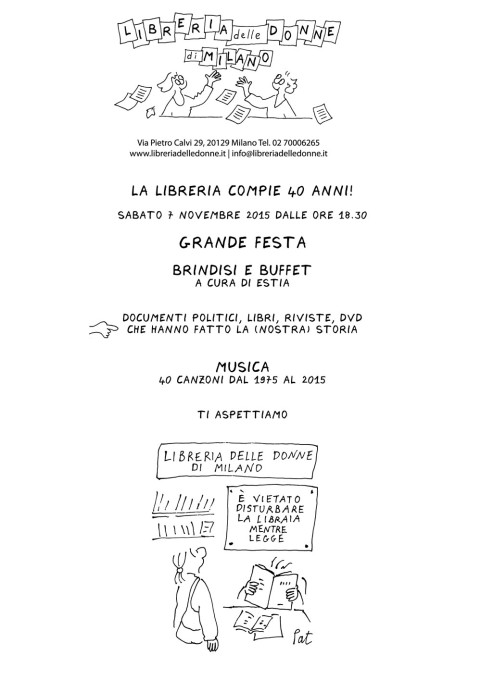 LIBRERIA delle DONNE
di MILANO
Via Pietro Calvi 29, 20129 Milano Tel. 02 70006265
www.libreriadelledonne.it | info@libreriadelledonne.it
LA LIBRERIA COMPIE 40 ANNI!
SABATO 7 NOVEMBRE 2015 DALLE ORE 18.30
GRANDE FESTA
BRINDISI E BUFFET
A CURA DI ESTIA
DOCUMENTI POLITICI, LIBRI, RIVISTE, DVD
CHE HANNO FATTO LA (NOSTRA) STORIA
MUSICA
40 CANZONI DAL 1975 AL 2015
TI ASPETTIAMO
LIBRERIA DELLE DONNE
DI MILANO
È VIETATO
DISTURBARE
LA LIBRAIA
MENTRE
LEGGE
Pat